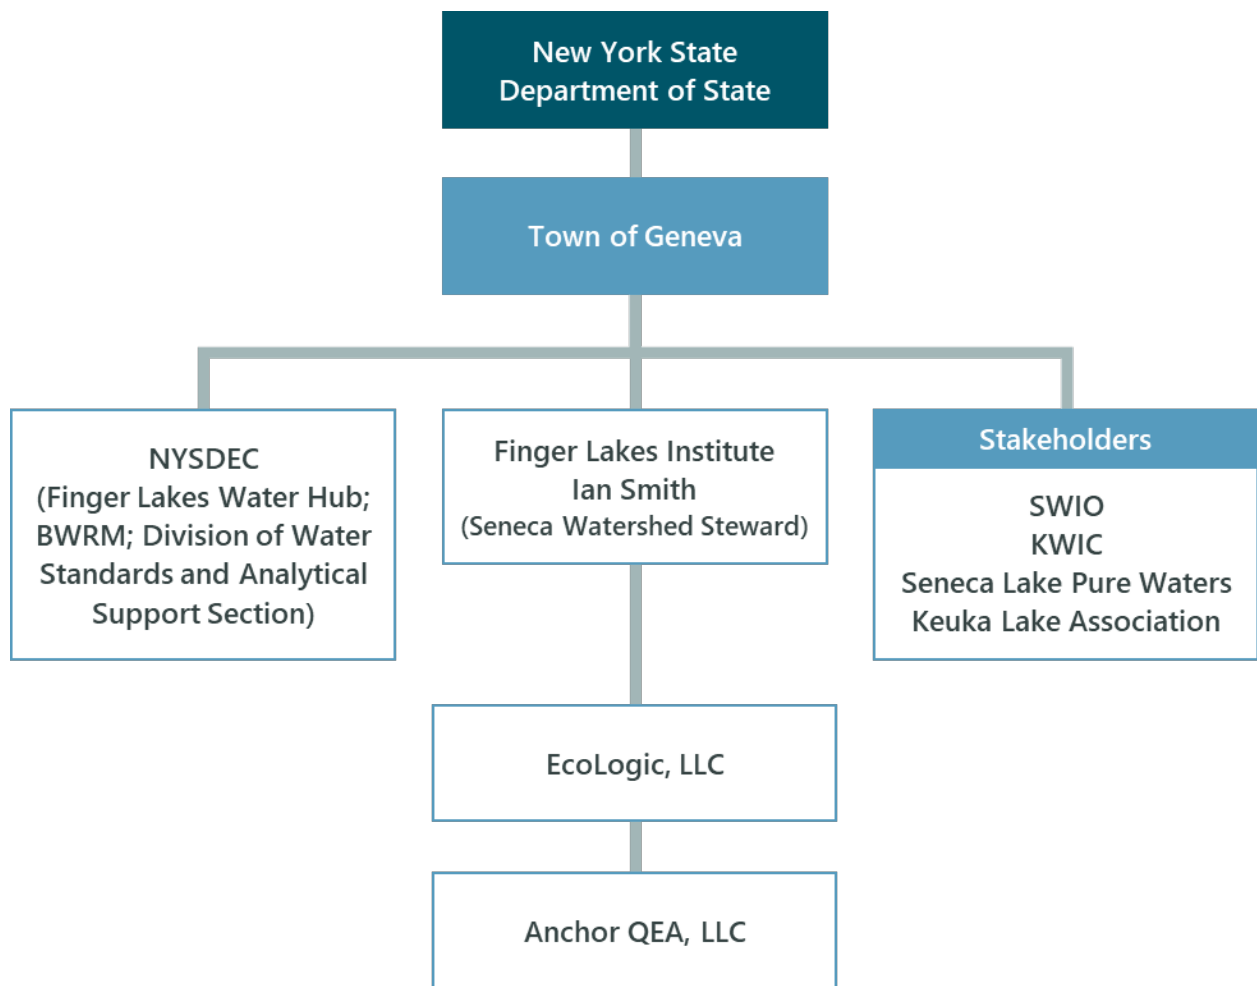 New York State
Department of State
Town of Geneva
NYSDEC
(Finger Lakes Water Hub;
BWRM; Division of Water
Standards and Analytical
Support Section)
Finger Lakes Institute
Ian Smith
(Seneca Watershed Steward)
Stakeholders
SWIO
KWIC
Seneca Lake Pure Waters
Keuka Lake Association
EcoLogic, LLC
Anchor QEA, LLC